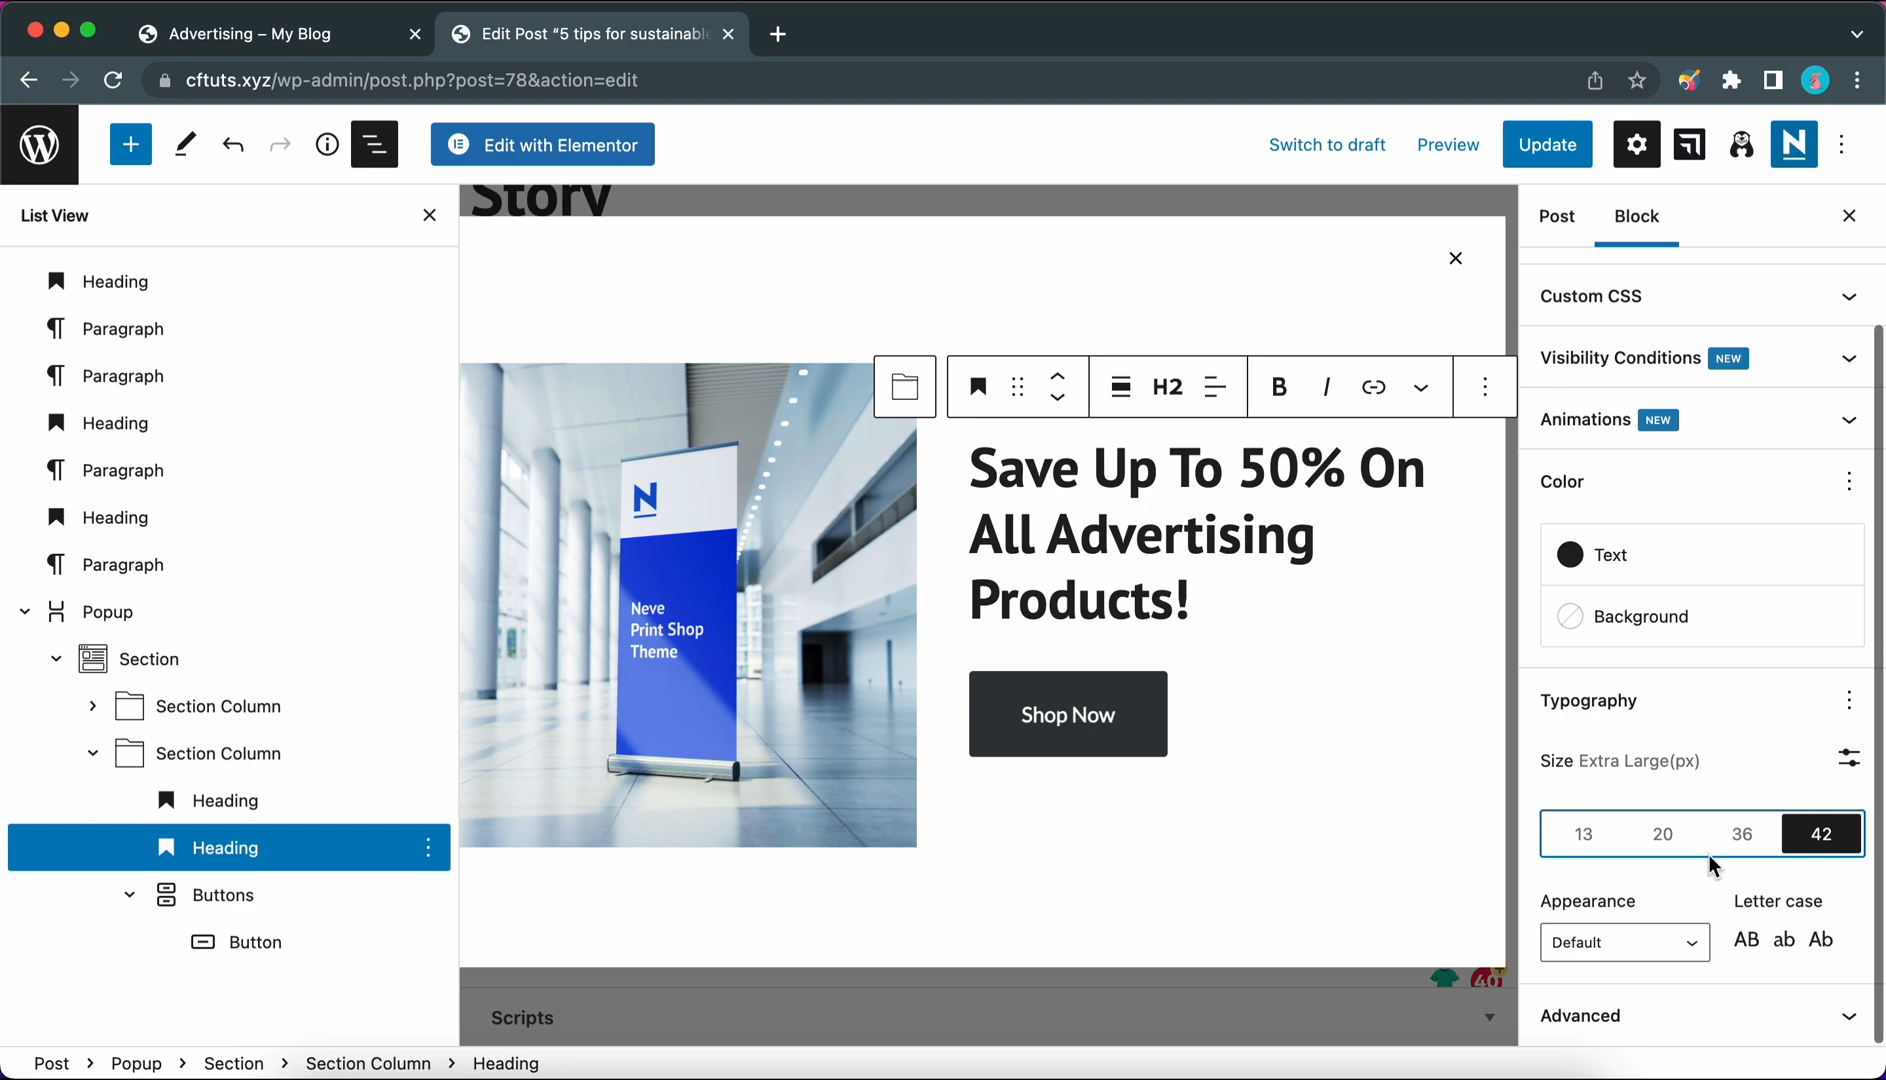 Advertising – My Blog
Edit Post “5 tips for sustainable
cftuts.xyz/wp-admin/post.php?post=78&action=edit
Edit with Elementor
Switch to draft
Preview
Update
N
List View
Story
Post
Block
Heading
Paragraph
Paragraph
Heading
Paragraph
Heading
Paragraph
Popup
Section
Section Column
Section Column
Heading
Heading
Buttons
Button
N
Neve
Print Shop
Theme
H2
B
I
Save Up To 50% On
All Advertising
Products!
Shop Now
Scripts
Custom CSS
Visibility Conditions NEW
Animations NEW
Color
Text
Background
Typography
Size Extra Large(px)
13
20
36
42
Appearance
Letter case
Default
AB ab Ab
Advanced
Post > Popup > Section > Section Column > Heading